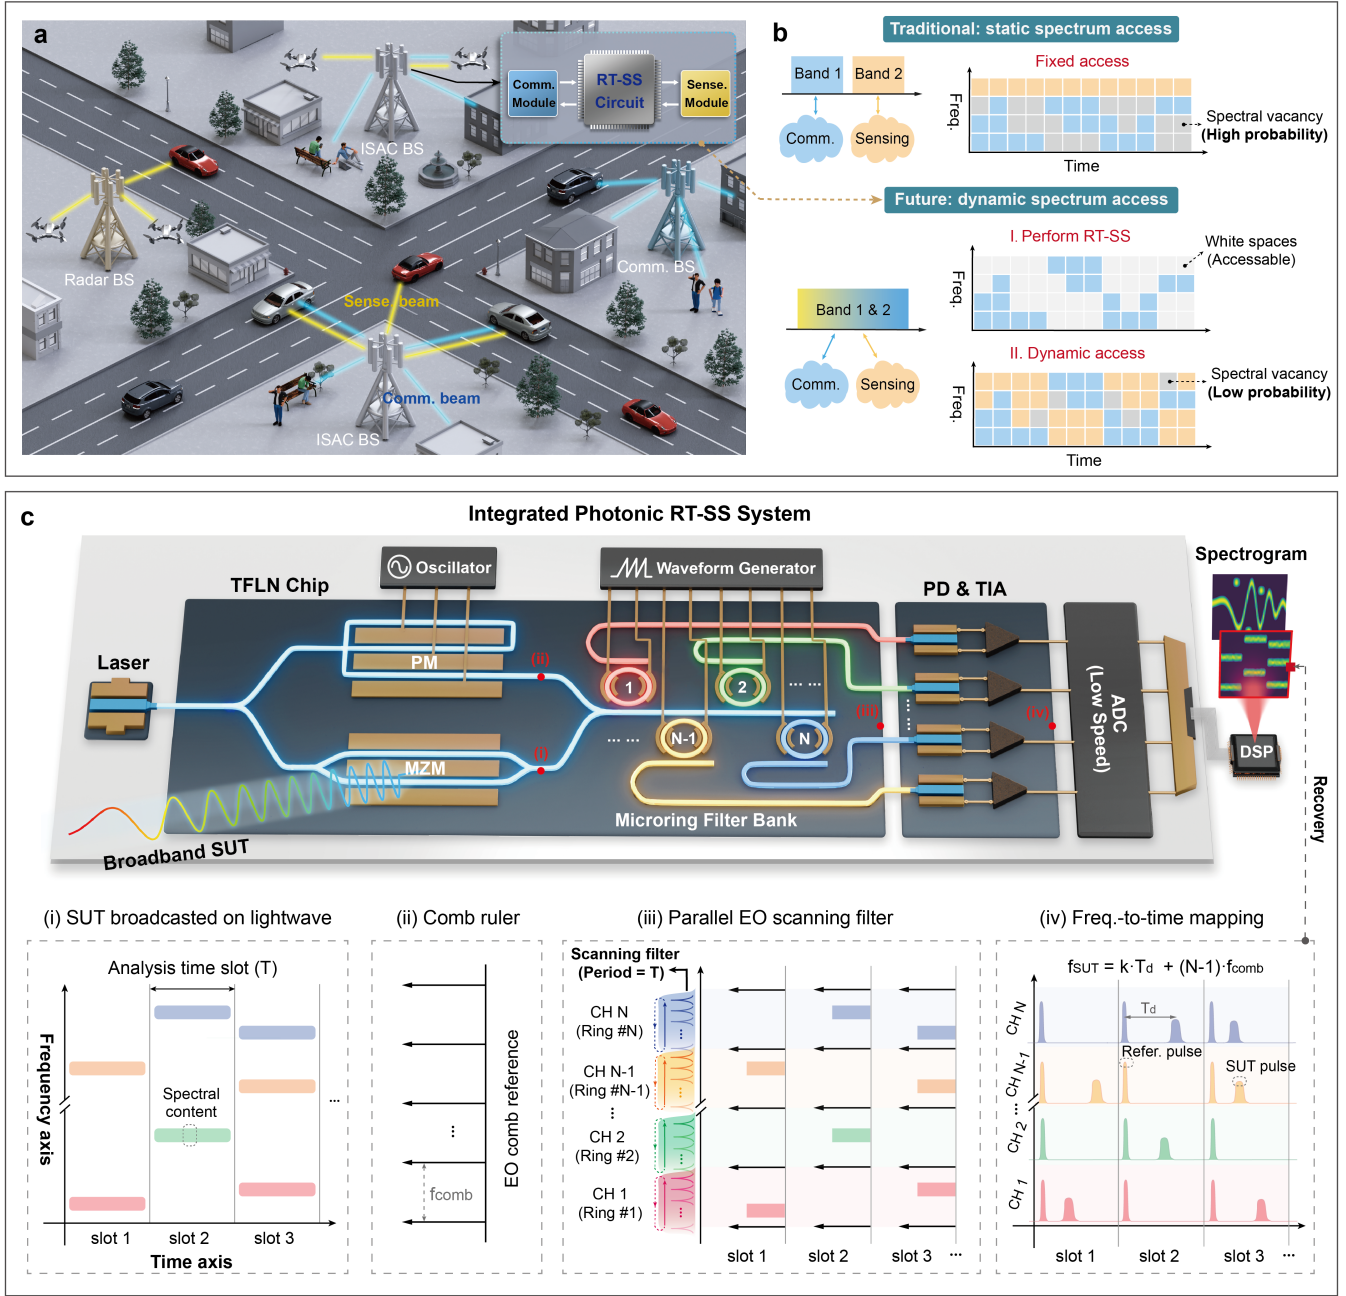 a
ISAC BS
Comm.
Module
RT-SS
Circuit
Sense.
Module
Radar BS
Comm. BS
Sense. beam
Comm. beam
ISAC BS
b
Traditional: static spectrum access
Band 1
Band 2
Comm.
Sensing
Fixed access
Freq.
Time
Spectral vacancy
(High probability)
Future: dynamic spectrum access
Band 1 & 2
Comm.
Sensing
I. Perform RT-SS
Freq.
White spaces
(Accessable)
II. Dynamic access
Freq.
Time
Spectral vacancy
(Low probability)
c
Integrated Photonic RT-SS System
TFLN Chip
Oscillator
Waveform Generator
PD & TIA
Spectrogram
Laser
PM
(ii)
MZM
(i)
1
2
... ...
... ...
N-1
N
(iii)
(iv)
ADC
(Low Speed)
DSP
Microring Filter Bank
Broadband SUT
Recovery
(i) SUT broadcasted on lightwave
Analysis time slot (T)
Frequency axis
Spectral
content
...
slot 1
slot 2
slot 3
Time axis
(ii) Comb ruler
...
fcomb
EO comb reference
(iii) Parallel EO scanning filter
Scanning filter
(Period = T)
CH N
(Ring #N)
CH N-1
(Ring #N-1)
...
CH 2
(Ring #2)
CH 1
(Ring #1)
slot 1
slot 2
slot 3
...
(iv) Freq.-to-time mapping
fSUT = k·Td + (N-1)·fcomb
CH N
Td
Refer. pulse
SUT pulse
CH N-1
...
CH 2
CH 1
slot 1
slot 2
slot 3
...